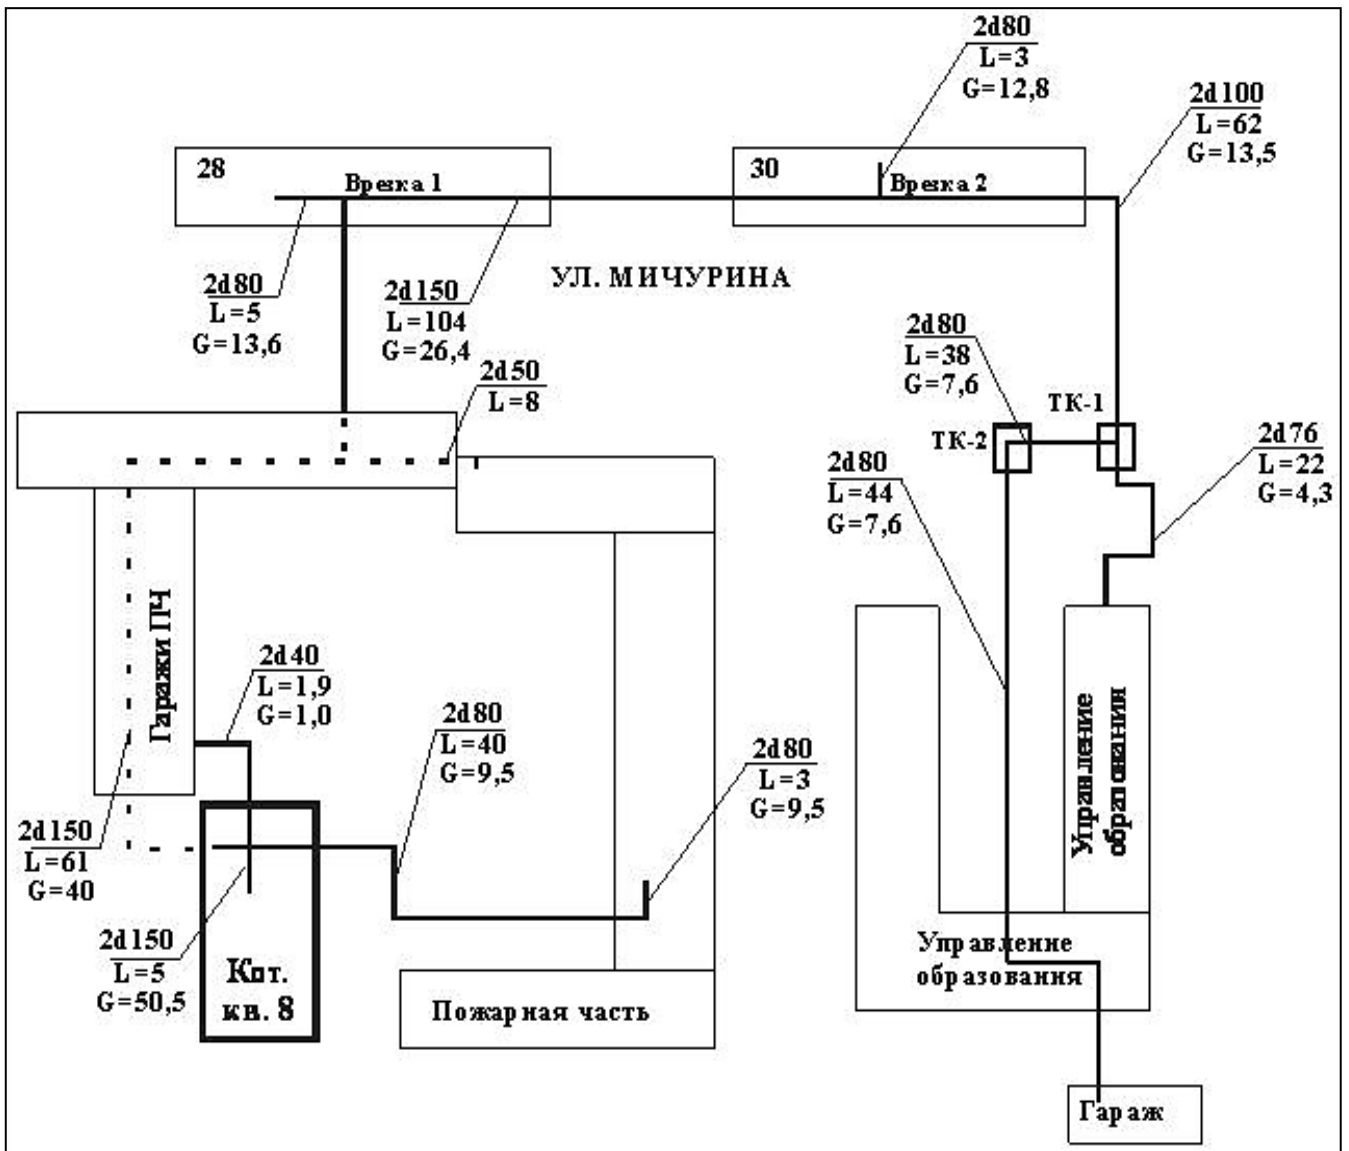 2d80
L=3
G=12,8
2d100
L=62
G=13,5
28
Врезка 1
30
Врезка 2
УЛ. МИЧУРИНА
2d80
L=5
G=13,6
2d150
L=104
G=26,4
2d50
L=8
2d80
L=38
G=7,6
ТК-1
ТК-2
2d76
L=22
G=4,3
2d80
L=44
G=7,6
Гаражи ПЧ
2d40
L=1,9
G=1,0
2d80
L=40
G=9,5
2d80
L=3
G=9,5
Управление
образования
2d150
L=61
G=40
2d150
L=5
G=50,5
Кот.
кв. 8
Пожарная часть
Управление
образования
Гараж